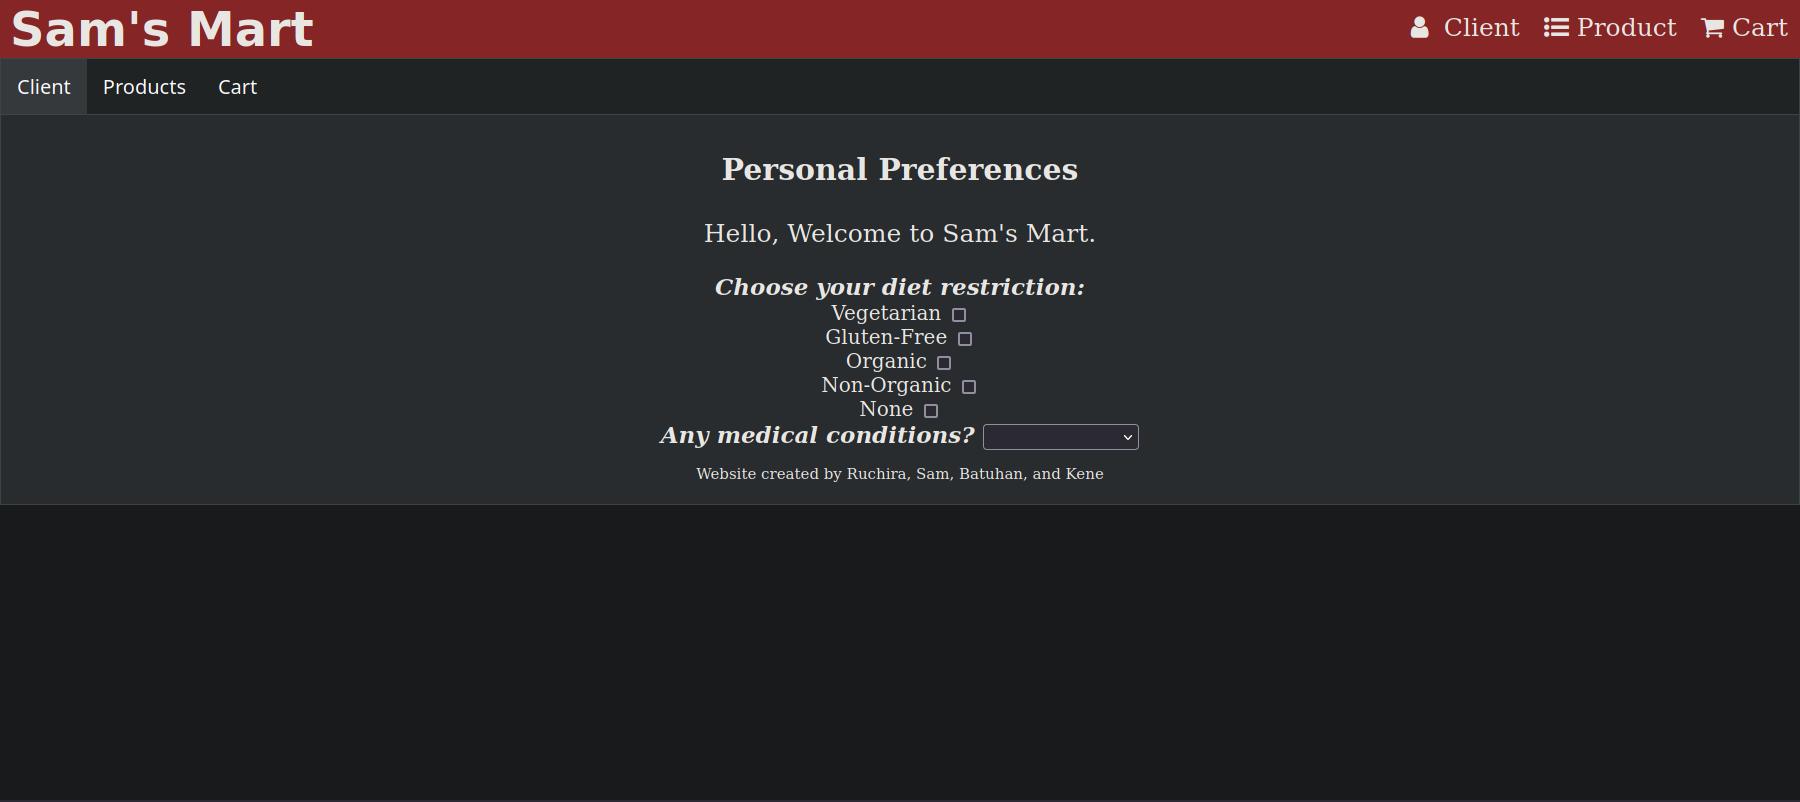 Sam's Mart
Client Product Cart
Client Products Cart
Personal Preferences
Hello, Welcome to Sam's Mart.
Choose your diet restriction:
Vegetarian
Gluten-Free
Organic
Non-Organic
None
Any medical conditions?
Website created by Ruchira, Sam, Batuhan, and Kene